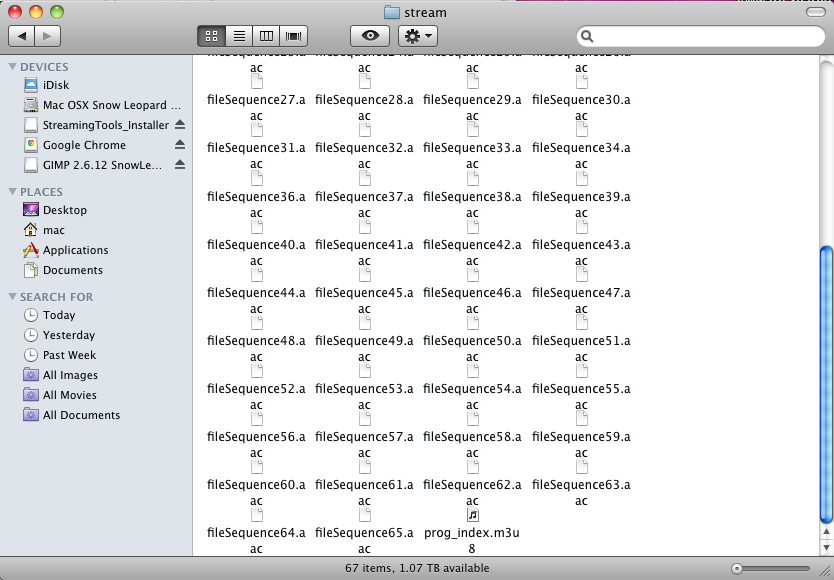 stream
DEVICES
iDisk
Mac OSX Snow Leopard ...
StreamingTools_Installer
Google Chrome
GIMP 2.6.12 SnowLe...
PLACES
Desktop
mac
Applications
Documents
SEARCH FOR
Today
Yesterday
Past Week
All Images
All Movies
All Documents
ac ac ac ac
fileSequence27.a fileSequence28.a fileSequence29.a fileSequence30.a
ac ac ac ac
fileSequence31.a fileSequence32.a fileSequence33.a fileSequence34.a
ac ac ac ac
fileSequence36.a fileSequence37.a fileSequence38.a fileSequence39.a
ac ac ac ac
fileSequence40.a fileSequence41.a fileSequence42.a fileSequence43.a
ac ac ac ac
fileSequence44.a fileSequence45.a fileSequence46.a fileSequence47.a
ac ac ac ac
fileSequence48.a fileSequence49.a fileSequence50.a fileSequence51.a
ac ac ac ac
fileSequence52.a fileSequence53.a fileSequence54.a fileSequence55.a
ac ac ac ac
fileSequence56.a fileSequence57.a fileSequence58.a fileSequence59.a
ac ac ac ac
fileSequence60.a fileSequence61.a fileSequence62.a fileSequence63.a
ac ac ac ac
fileSequence64.a fileSequence65.a prog_index.m3u
ac ac 8
67 items, 1.07 TB available